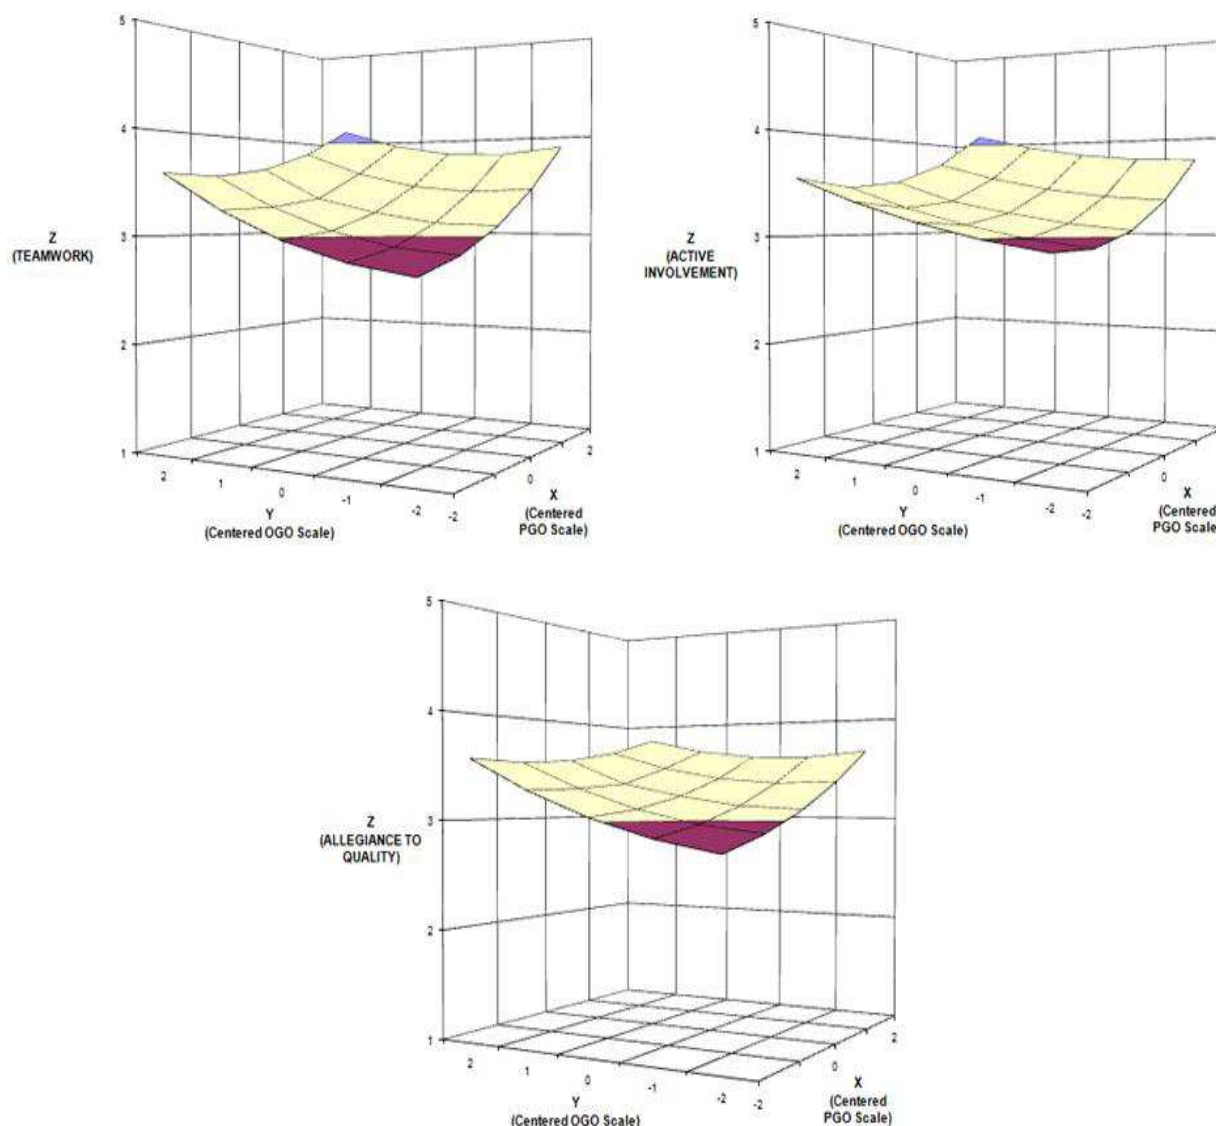 5
4
3
2
1
Z
(TEAMWORK)
2
1
0
-1
-2
-2
0
2
Y
(Centered OGO Scale)
X
(Centered
PGO Scale)
5
4
3
2
1
Z
(ACTIVE
INVOLVEMENT)
2
1
0
-1
-2
-2
0
Y
(Centered OGO Scale)
X
(Centered
PGO Scale
5
4
3
2
1
Z
(ALLEGIANCE TO
QUALITY)
2
1
0
-1
-2
-2
0
2
Y
(Centered OGO Scale)
X
(Centered
PGO Scale)